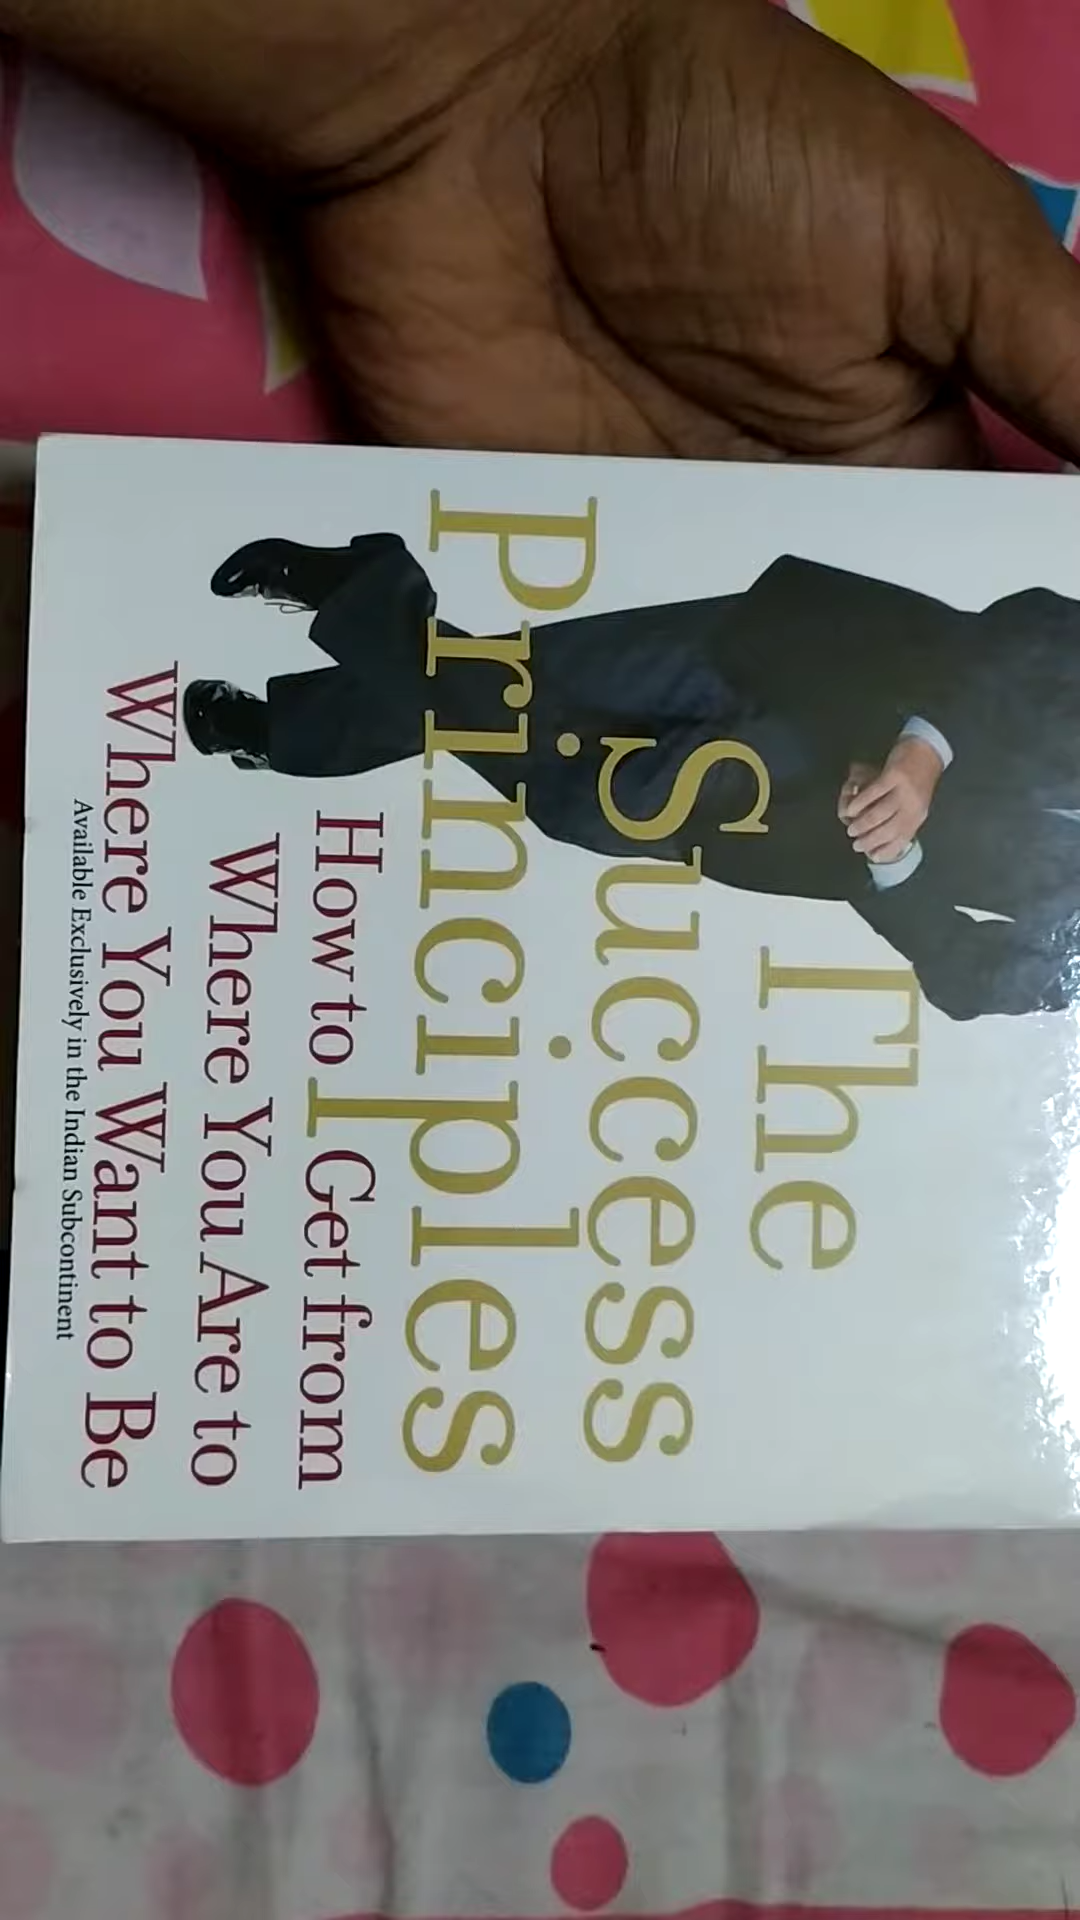 The
Success
Principles
How to Get from
Where You Are to
Where You Want to Be
Available Exclusively in the Indian Subcontinent